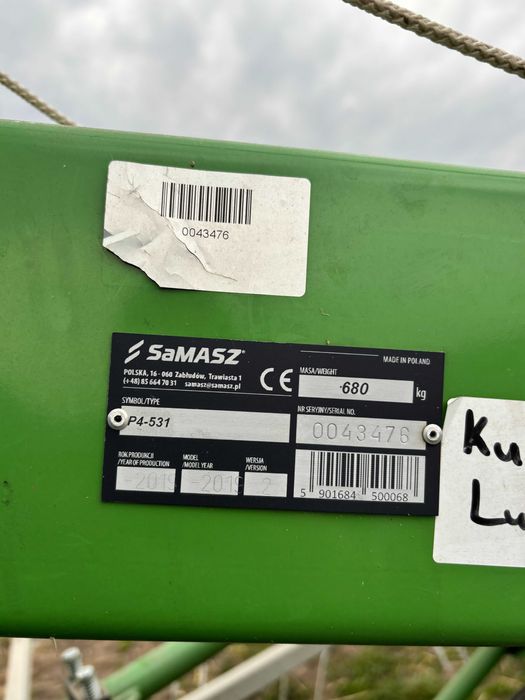 0043476
SaMASZ
MADE IN POLAND
POLSKA, 16 - 060 Zabłudów, Trawiasta 1
(+48) 85 664 70 31 samasz@samasz.pl
CE
MASA/WEIGHT
680 kg
SYMBOL/TYPE
P4-531
NR SERYJNY/SERIAL NO.
0043476
ROK PRODUKCJI
/YEAR OF PRODUCTION
2019
MODEL
/MODEL YEAR
2019
WERSJA
/VERSION
2
5 901684 500068
Ku
Lu